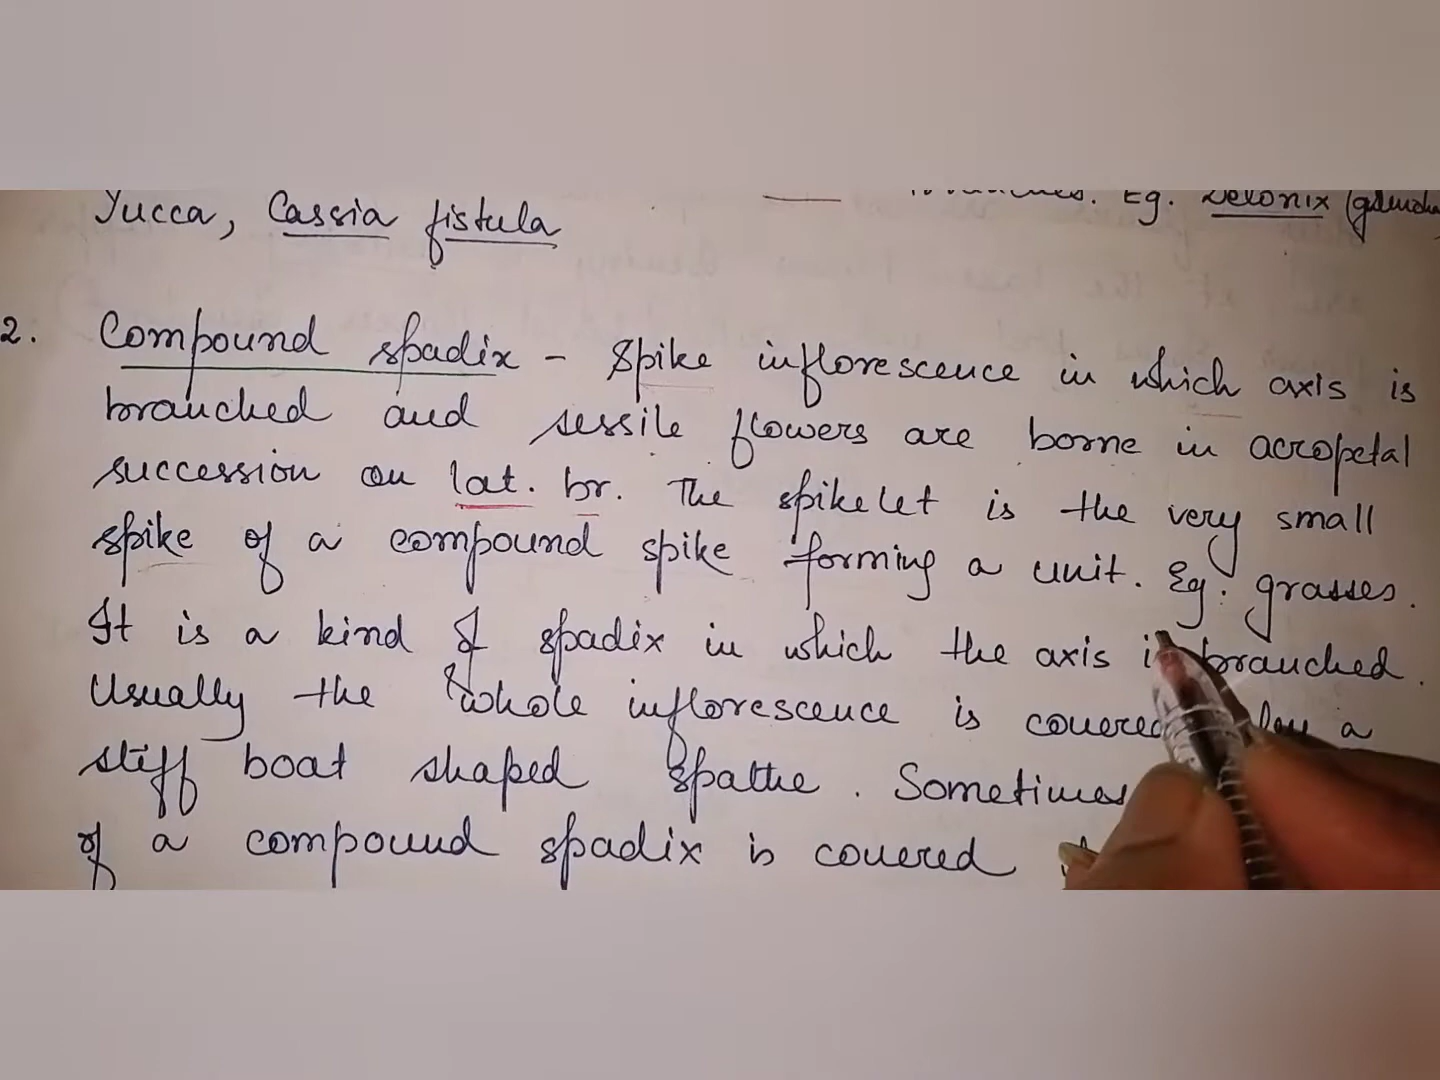 Eg. Delonix
Yucca, Cassia fistula
2. Compound spadix - Spike inflorescence in which axis is
branched and sessile flowers are borne in acropetal
succession on lat. br. The spikelet is the very small
spike of a compound spike forming a unit. Eg. grasses.
It is a kind of spadix in which the axis is branched.
Usually the whole inflorescence is covered by a
stiff boat shaped spathe. Sometimes
of a compound spadix is covered